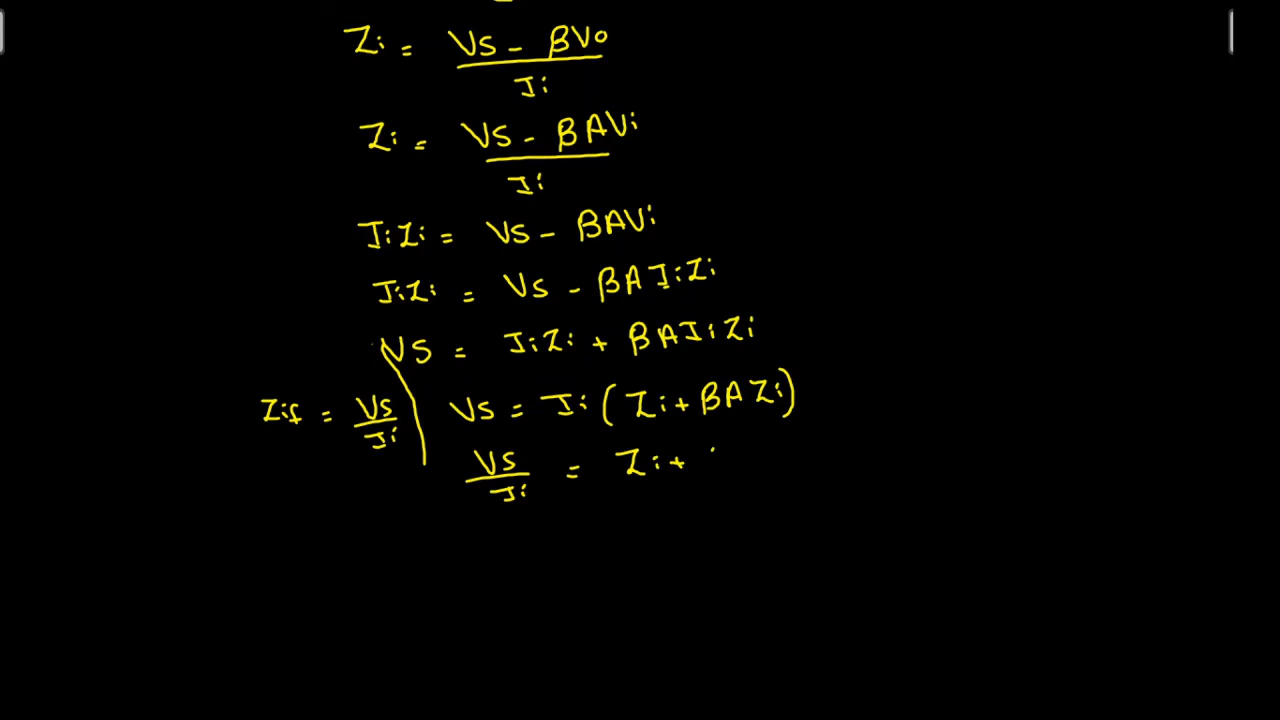 Zi = Vs - βVo / Ii
Zi = Vs - βAVi / Ii
IiZi = Vs - βAVi
IiZi = Vs - βAIiZi
Vs = IiZi + βAIiZi
Zif = Vs / Ii
Vs = Ii (Zi + βAZi)
Vs / Ii = Zi +